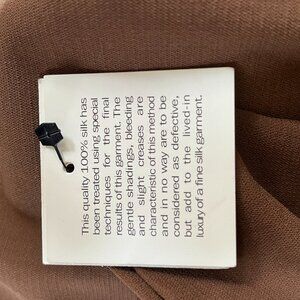 This quality 100% silk has
been treated using special
techniques for the final
results of this garment. The
gentle shadings, bleeding
and slight creases are
characteristic of this method
and in no way are to be
considered as defective,
but add to the lived-in
luxury of a fine silk garment.